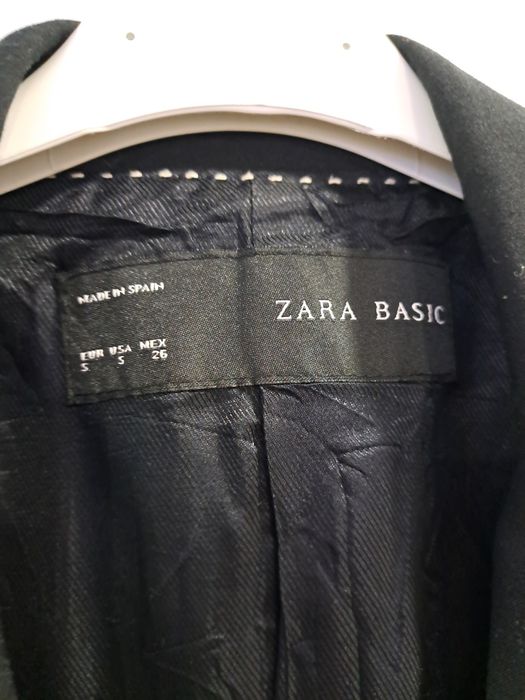 MADE IN SPAIN
ZARA BASIC
EUR USA MEX
S S 26